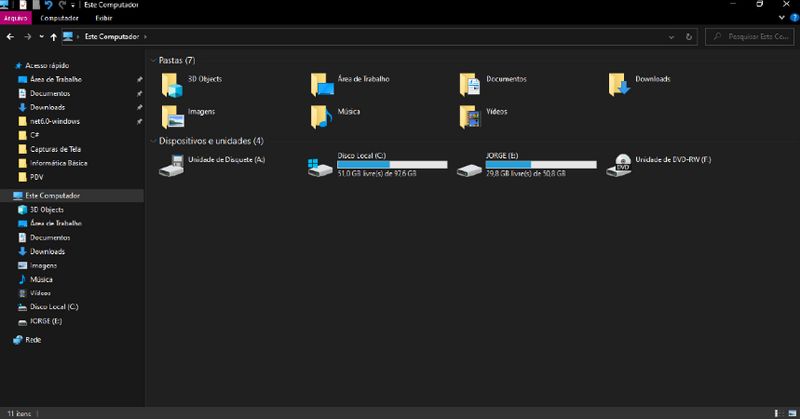 Este Computador
Arquivo
Computador
Exibir
Este Computador
Pesquisar Este Co...
Acesso rápido
Área de Trabalho
Documentos
Downloads
net6.0-windows
C#
Capturas de Tela
Informática Básica
PDV
Este Computador
3D Objects
Área de Trabalho
Documentos
Downloads
Imagens
Música
Vídeos
Disco Local (C:)
JORGE (E:)
Rede
Pastas (7)
3D Objects
Área de Trabalho
Documentos
Downloads
Imagens
Música
Vídeos
Dispositivos e unidades (4)
Unidade de Disquete (A:)
Disco Local (C:)
51,0 GB livre(s) de 97,6 GB
JORGE (E:)
29,8 GB livre(s) de 50,8 GB
DVD
Unidade de DVD-RW (F:)
11 itens